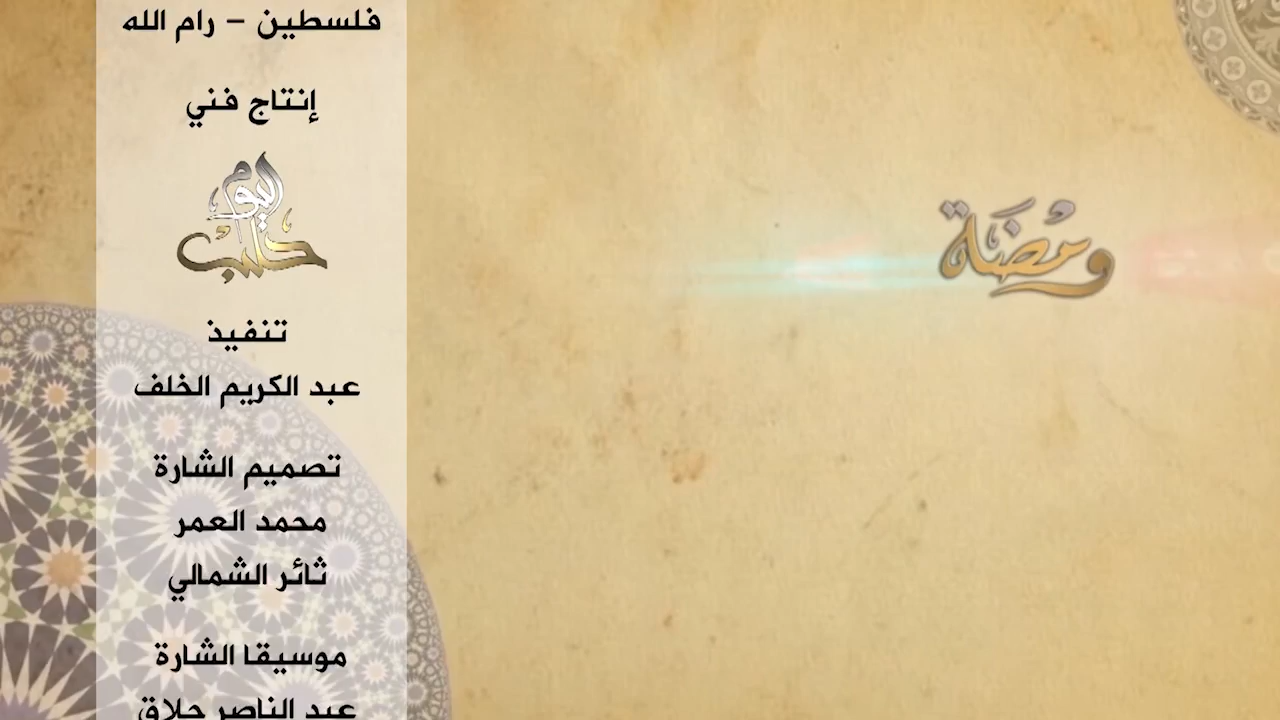 فلسطين – رام الله
إنتاج فني
حلب اليوم
تنفيذ
عبد الكريم الخلف
تصميم الشارة
محمد العمر
ثائر الشمالي
موسيقا الشارة
عبد الناصر حلاق
ومضة